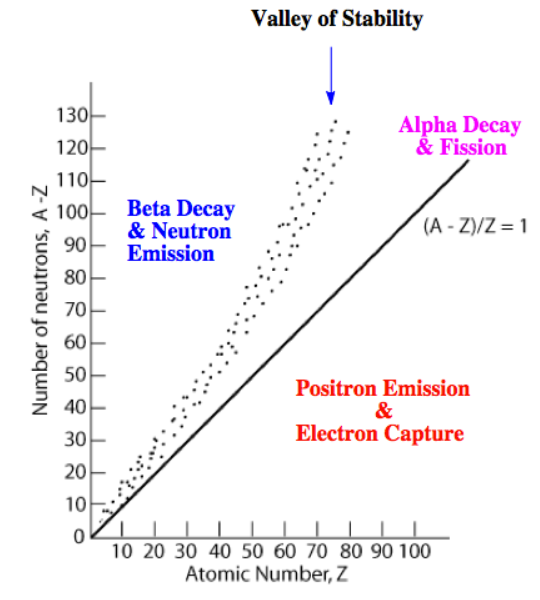 Valley of Stability
Alpha Decay
& Fission
Beta Decay
& Neutron
Emission
(A - Z)/Z = 1
Positron Emission
&
Electron Capture
Number of neutrons, A - Z
130
120
110
100
90
80
70
60
50
40
30
20
10
0
10 20 30 40 50 60 70 80 90 100
Atomic Number, Z